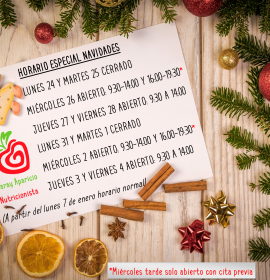 HORARIO ESPECIAL NAVIDADES
LUNES 24 Y MARTES 25 CERRADO
MIÉRCOLES 26 ABIERTO. 9:30-14:00 Y 16:00-19:30*
JUEVES 27 Y VIERNES 28 ABIERTO. 9:30 A 14:00
LUNES 31 Y MARTES 1 CERRADO
MIÉRCOLES 2 ABIERTO. 9:30-14:00 Y 16:00-19:30*
JUEVES 3 Y VIERNES 4 ABIERTO. 9:30 A 14:00
(A partir del lunes 7 de enero horario normal)
Aparicio
Nutricionista
*Miércoles tarde solo abierto con cita previa